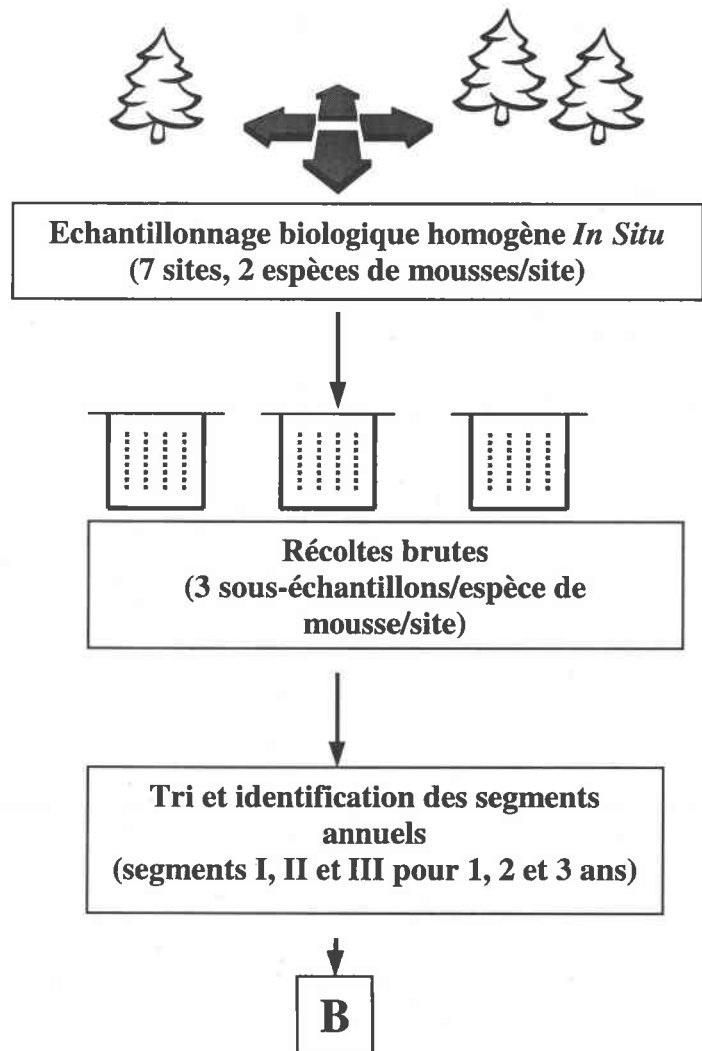 Echantillonnage biologique homogène In Situ
(7 sites, 2 espèces de mousses/site)
Récoltes brutes
(3 sous-échantillons/espèce de
mousse/site)
Tri et identification des segments
annuels
(segments I, II et III pour 1, 2 et 3 ans)
B